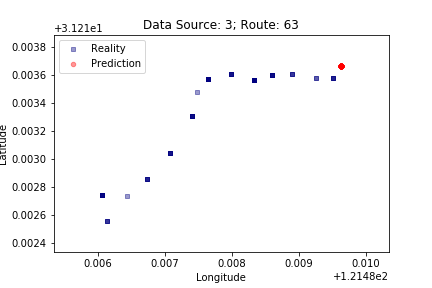 Data Source: 3; Route: 63
+3.121e1
Reality
Prediction
0.0038
0.0036
0.0034
0.0032
0.0030
0.0028
0.0026
0.0024
Latitude
0.006 0.007 0.008 0.009 0.010
Longitude
+1.2148e2